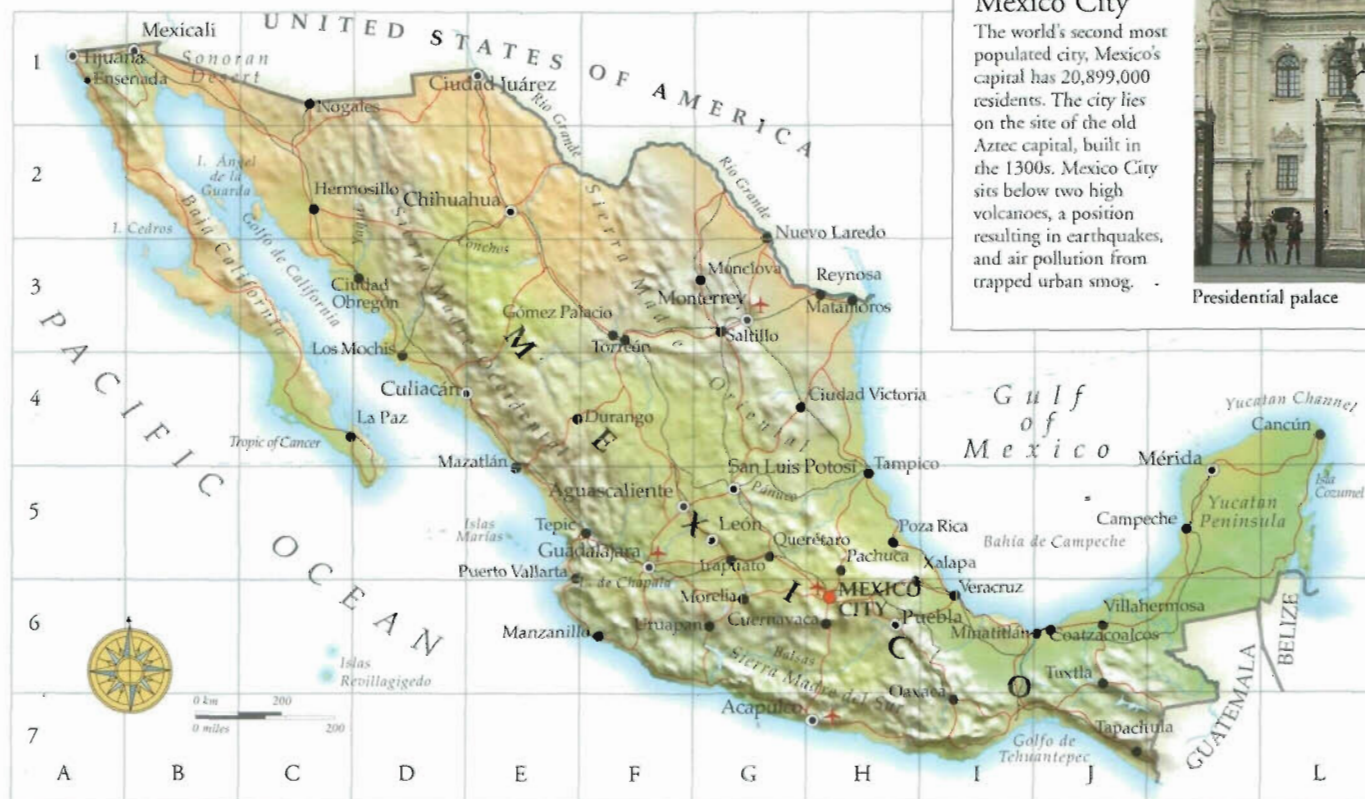 Mexico City
The world's second most
populated city, Mexico's
capital has 20,899,000
residents. The city lies
on the site of the old
Aztec capital, built in
the 1300s. Mexico City
sits below two high
volcanoes, a position
resulting in earthquakes,
and air pollution from
trapped urban smog.
Presidential palace
UNITED STATES OF AMERICA
1
2
3
4
5
6
7
A
B
C
D
E
F
G
H
I
J
L
Mexicali
Tijuana
Ensenada
Sonoran
Desert
Nogales
Ciudad Juárez
Rio Grande
Rio Grande
I. Ángel
de la
Guarda
Hermosillo
Chihuahua
Yaqui
Conchos
I. Cedros
Baja California
Golfo de California
Sierra Madre Occidental
Sierra Madre Oriental
Nuevo Laredo
Monclova
Reynosa
Ciudad
Obregón
Monterrey
Matamoros
Gómez Palacio
Torreón
Saltillo
Los Mochis
Culiacán
Ciudad Victoria
Durango
La Paz
Tropic of Cancer
Mazatlán
San Luis Potosí
Tampico
Pánuco
Aguascaliente
Islas
Marías
Tepic
León
Querétaro
Poza Rica
Guadalajara
Irapuato
Pachuca
Xalapa
Puerto Vallarta
L. de Chapala
Morelia
MEXICO
CITY
Veracruz
Manzanillo
Uruapan
Cuernavaca
Puebla
Minatitlán
Coatzacoalcos
Villahermosa
Balsas
Sierra Madre del Sur
Oaxaca
Tuxtla
Acapulco
Tapachula
Golfo de
Tehuantepec
MEXICO
PACIFIC OCEAN
Gulf
of
Mexico
Yucatan Channel
Cancún
Mérida
Isla
Cozumel
Yucatan
Peninsula
Campeche
Bahía de Campeche
BELIZE
GUATEMALA
Islas
Revillagigedo
0 km 200
0 miles 200